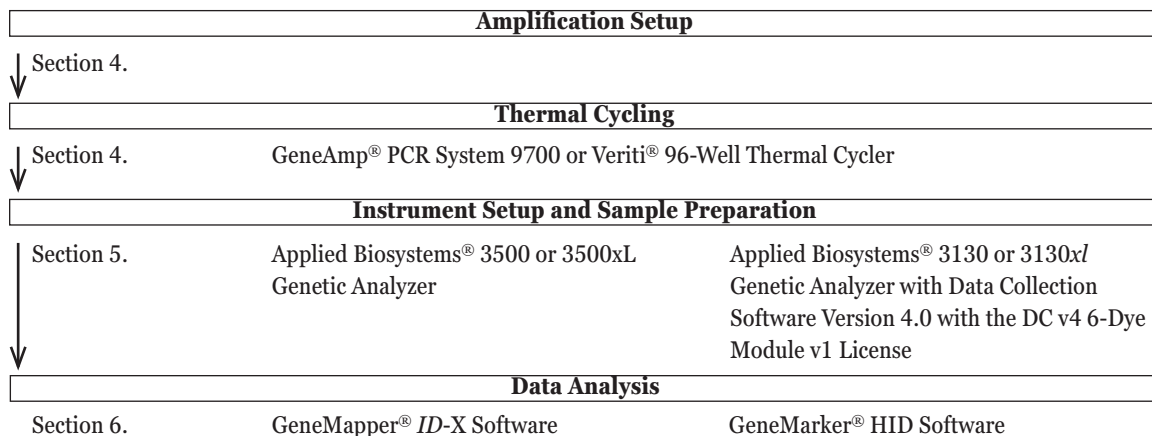 Amplification Setup
Section 4.
Thermal Cycling
Section 4. GeneAmp® PCR System 9700 or Veriti® 96-Well Thermal Cycler
Instrument Setup and Sample Preparation
Section 5. Applied Biosystems® 3500 or 3500xL Applied Biosystems® 3130 or 3130xl
Genetic Analyzer Genetic Analyzer with Data Collection
Software Version 4.0 with the DC v4 6-Dye
Module v1 License
Data Analysis
Section 6. GeneMapper® ID-X Software GeneMarker® HID Software